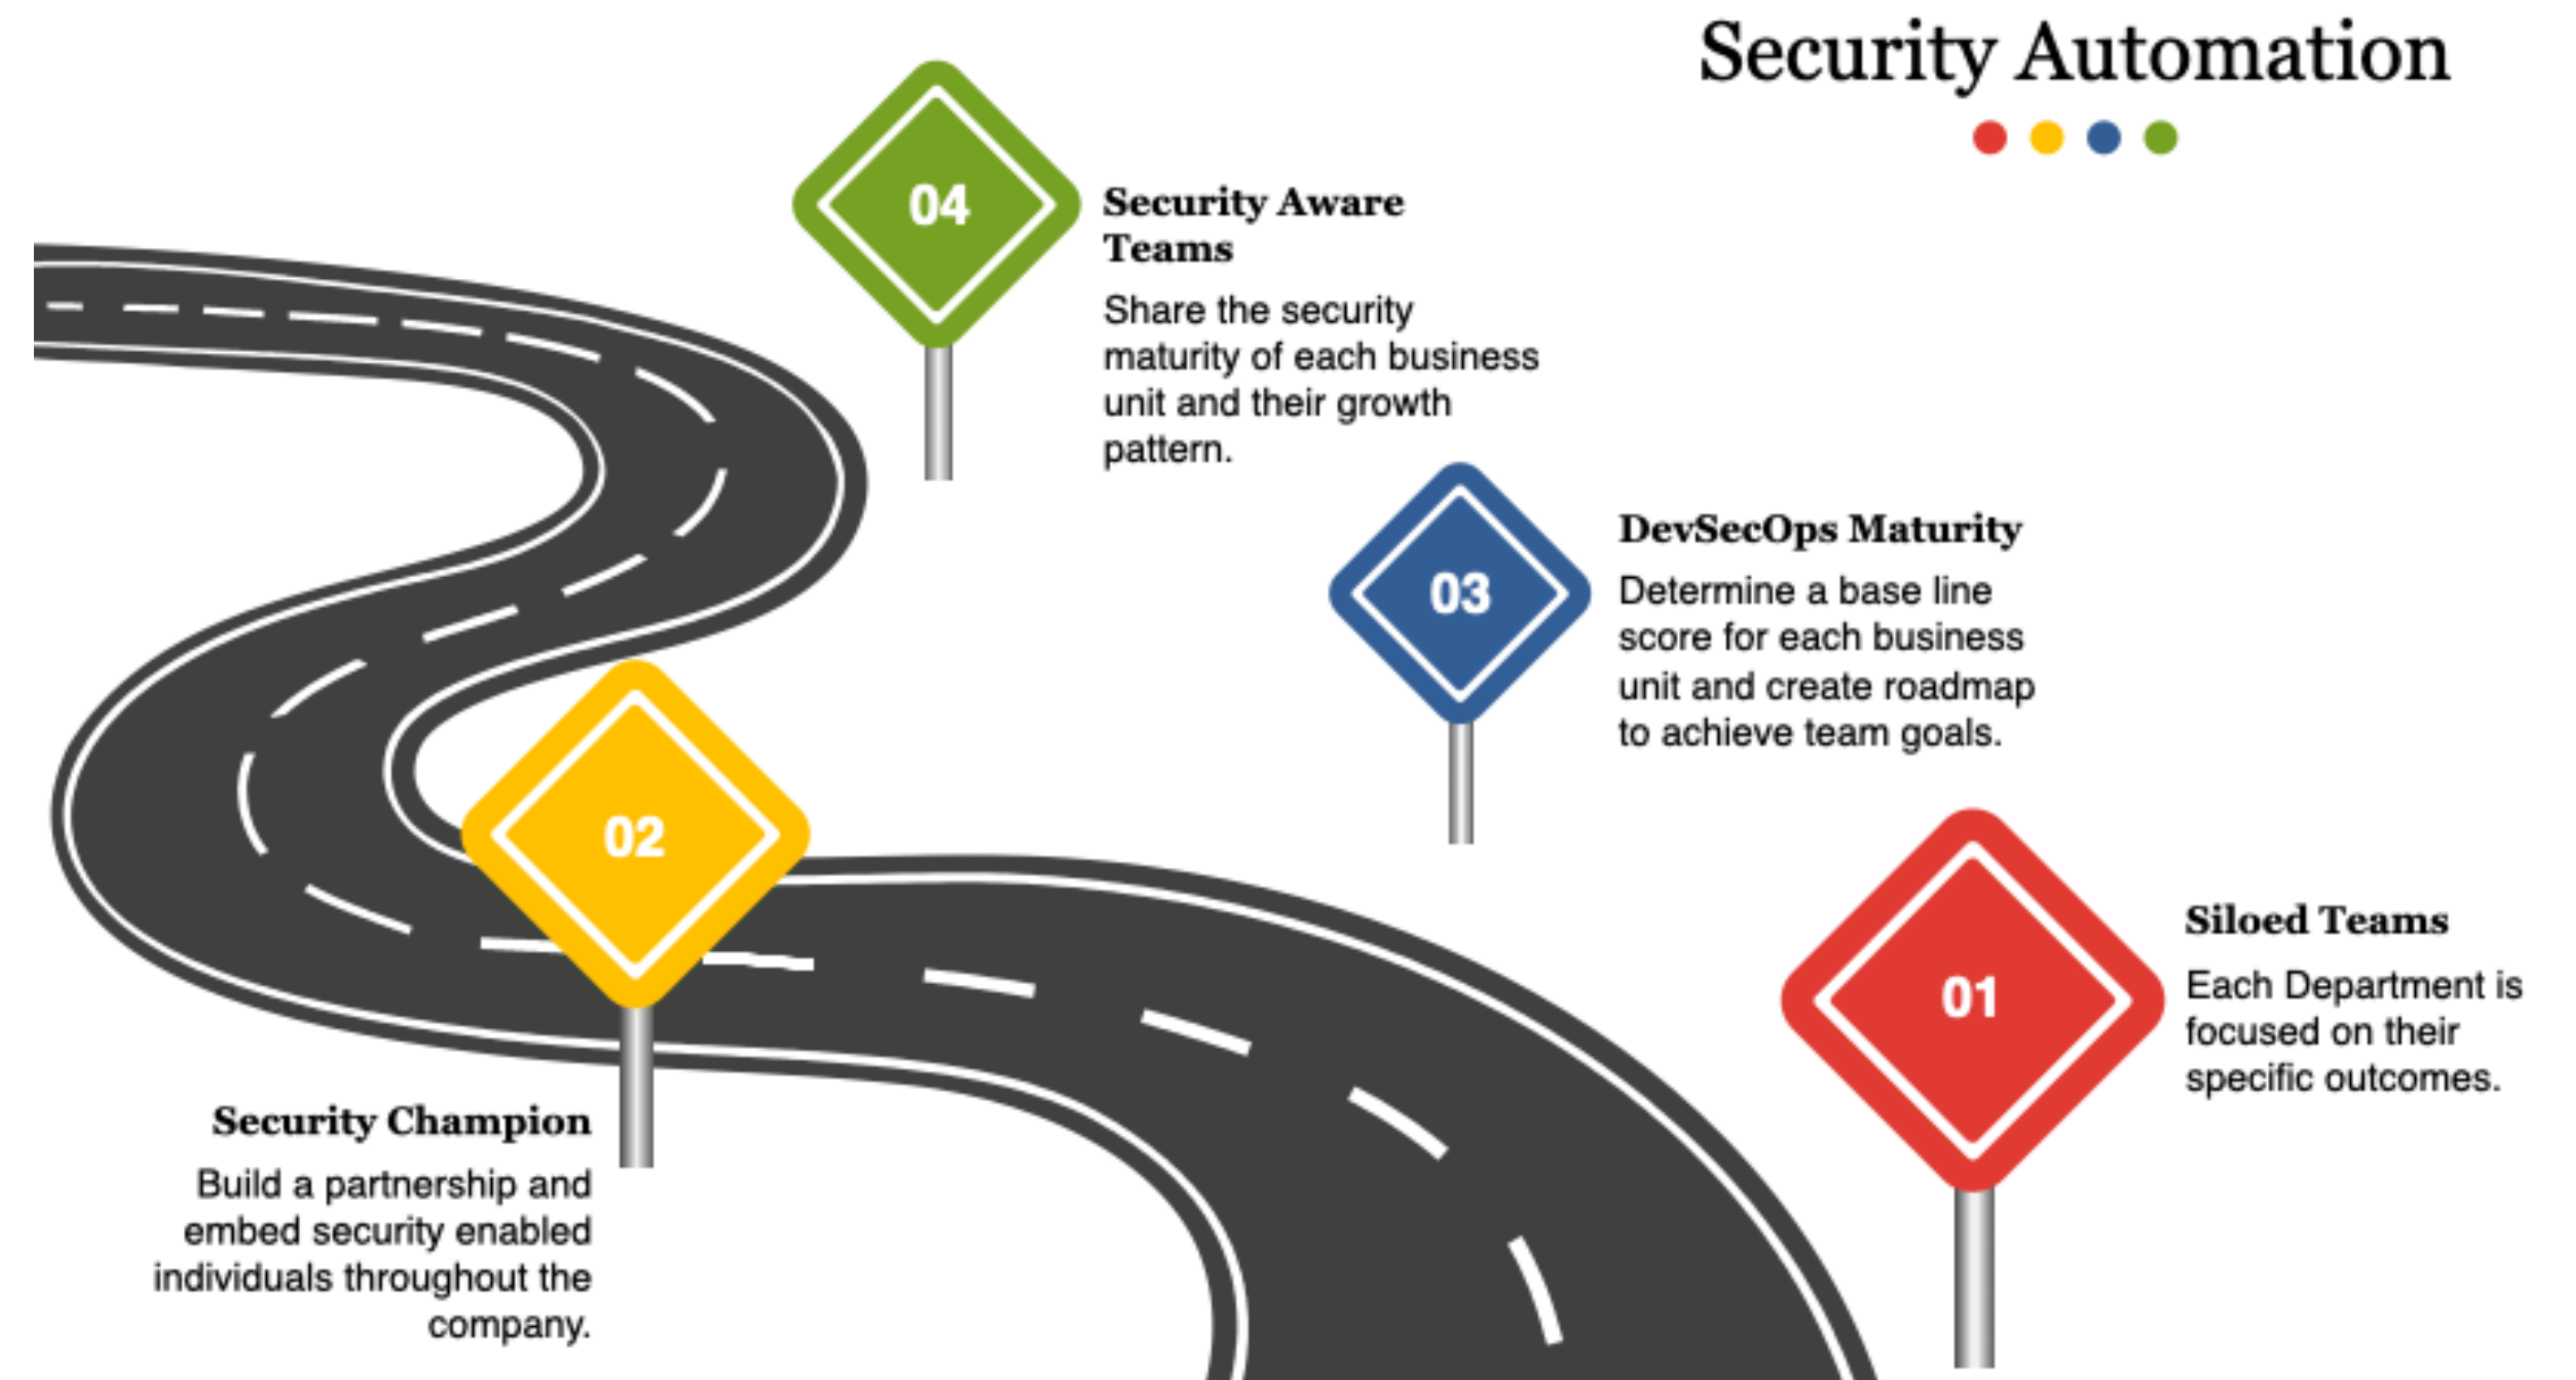 Security Automation
04
Security Aware
Teams
Share the security
maturity of each business
unit and their growth
pattern.
03
DevSecOps Maturity
Determine a base line
score for each business
unit and create roadmap
to achieve team goals.
02
Security Champion
Build a partnership and
embed security enabled
individuals throughout the
company.
01
Siloed Teams
Each Department is
focused on their
specific outcomes.